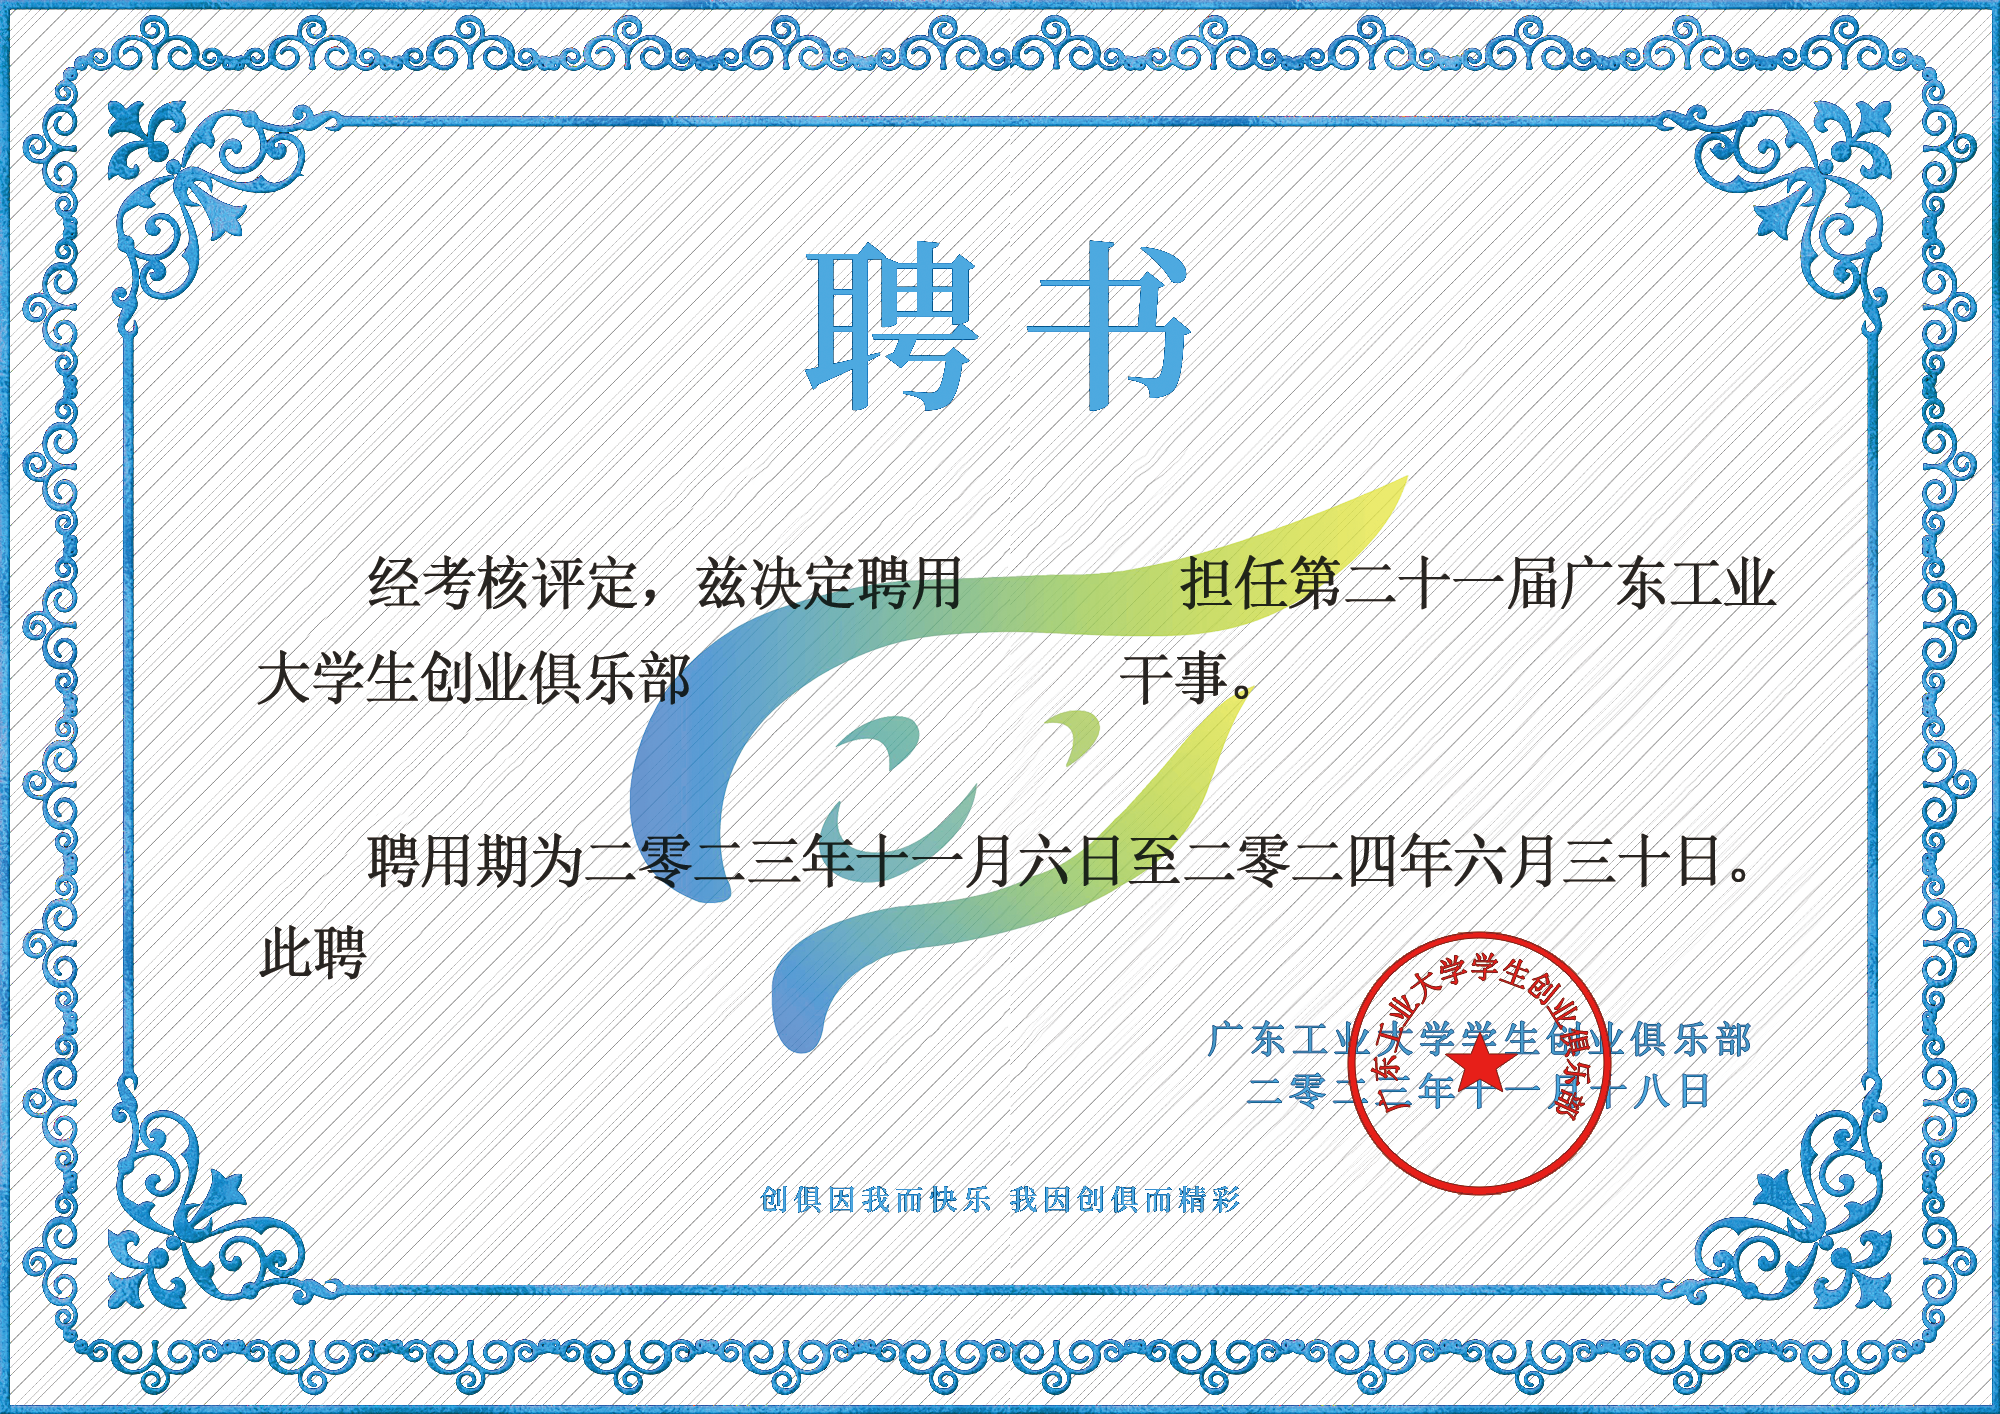 聘书
经考核评定，兹决定聘用 担任第二十一届广东工业
大学生创业俱乐部 干事。
聘用期为二零二三年十一月六日至二零二四年六月三十日。
此聘
广东工业大学学生创业俱乐部
广东工业大学学生创业俱乐部
二零二三年十一月十八日
创俱因我而快乐 我因创俱而精彩